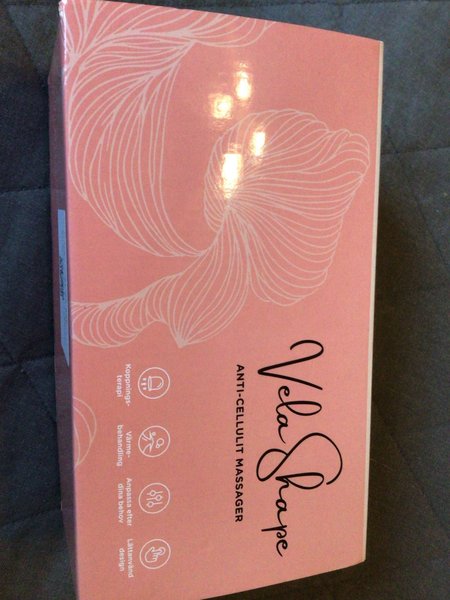 Vela Shape
ANTI-CELLULIT MASSAGER
Koppnings-
terapi
Värme-
behandling
Anpassa efter
dina behov
Lättanvänd
design